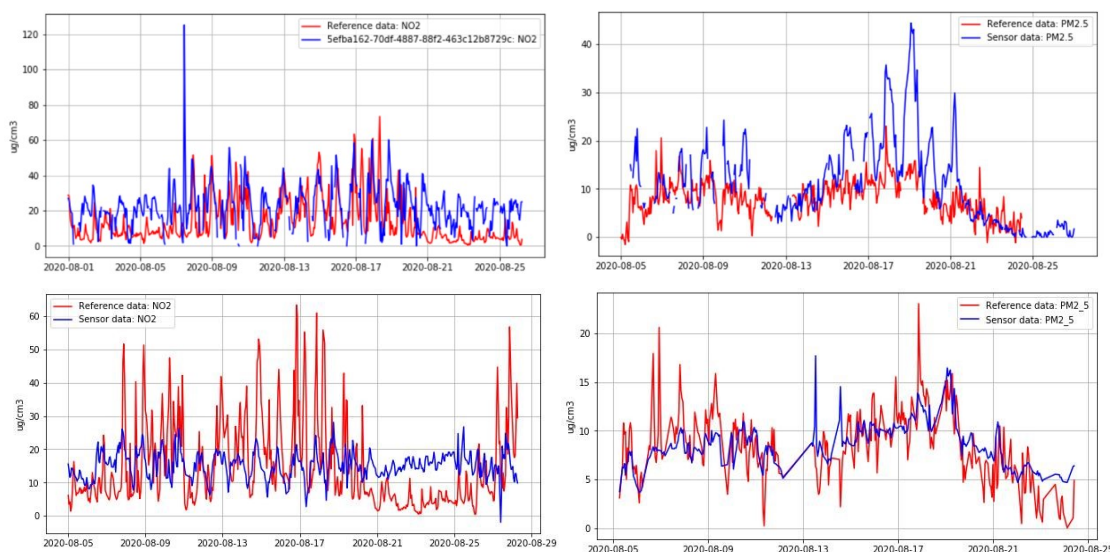 Reference data: NO2
5efba162-70df-4887-88f2-463c12b8729c: NO2
ug/cm3
120
100
80
60
40
20
0
2020-08-01 2020-08-05 2020-08-09 2020-08-13 2020-08-17 2020-08-21 2020-08-25
Reference data: PM2.5
Sensor data: PM2.5
ug/cm3
40
30
20
10
0
2020-08-05 2020-08-09 2020-08-13 2020-08-17 2020-08-21 2020-08-25
Reference data: NO2
Sensor data: NO2
ug/cm3
60
50
40
30
20
10
0
2020-08-05 2020-08-09 2020-08-13 2020-08-17 2020-08-21 2020-08-25 2020-08-29
Reference data: PM2_5
Sensor data: PM2_5
ug/cm3
20
15
10
5
0
2020-08-05 2020-08-09 2020-08-13 2020-08-17 2020-08-21 2020-08-25 2020-08-29